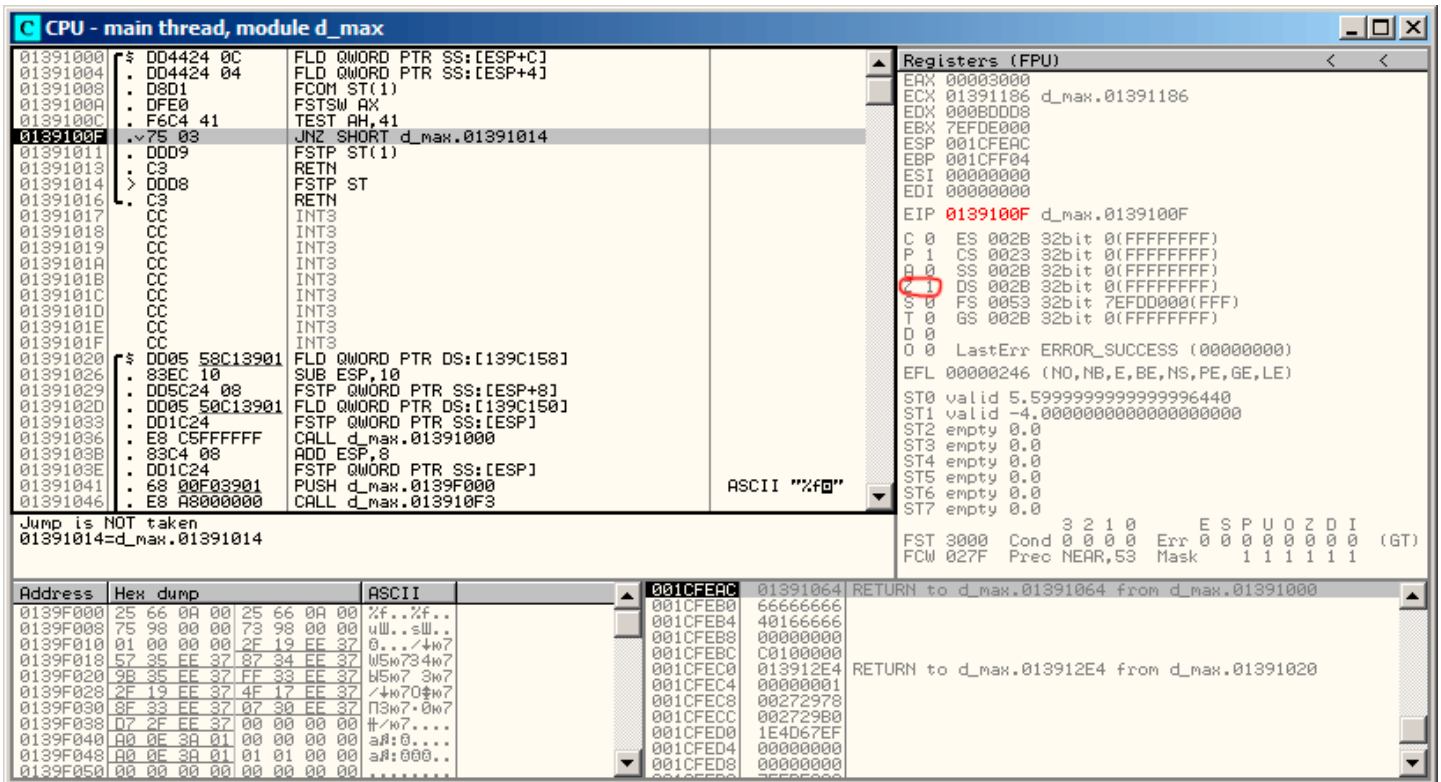 CPU - main thread, module d_max
01391000 $ DD4424 0C FLD QWORD PTR SS:[ESP+C]
01391004 . DD4424 04 FLD QWORD PTR SS:[ESP+4]
01391008 . D8D1 FCOM ST(1)
0139100A . DFE0 FSTSW AX
0139100C . F6C4 41 TEST AH,41
0139100F . 75 03 JNZ SHORT d_max.01391014
01391011 . DDD9 FSTP ST(1)
01391013 . C3 RETN
01391014 > DDD8 FSTP ST
01391016 . C3 RETN
01391017 CC INT3
01391018 CC INT3
01391019 CC INT3
0139101A CC INT3
0139101B CC INT3
0139101C CC INT3
0139101D CC INT3
0139101E CC INT3
0139101F CC INT3
01391020 $ DD05 58C13901 FLD QWORD PTR DS:[139C158]
01391026 . 83EC 10 SUB ESP,10
01391029 . DD5C24 08 FSTP QWORD PTR SS:[ESP+8]
0139102D . DD05 50C13901 FLD QWORD PTR DS:[139C150]
01391033 . DD1C24 FSTP QWORD PTR SS:[ESP]
01391036 . E8 C5FFFFFF CALL d_max.01391000
0139103B . 83C4 08 ADD ESP,8
0139103E . DD1C24 FSTP QWORD PTR SS:[ESP]
01391041 . 68 00F03901 PUSH d_max.0139F000 ASCII "%f◙"
01391046 . E8 A8000000 CALL d_max.013910F3
Jump is NOT taken
01391014=d_max.01391014
Registers (FPU) < <
EAX 00003000
ECX 01391186 d_max.01391186
EDX 000BDDD8
EBX 7EFDE000
ESP 001CFEAC
EBP 001CFF04
ESI 00000000
EDI 00000000
EIP 0139100F d_max.0139100F
C 0 ES 002B 32bit 0(FFFFFFFF)
P 1 CS 0023 32bit 0(FFFFFFFF)
A 0 SS 002B 32bit 0(FFFFFFFF)
Z 1 DS 002B 32bit 0(FFFFFFFF)
S 0 FS 0053 32bit 7EFDD000(FFF)
T 0 GS 002B 32bit 0(FFFFFFFF)
D 0
O 0 LastErr ERROR_SUCCESS (00000000)
EFL 00000246 (NO,NB,E,BE,NS,PE,GE,LE)
ST0 valid 5.5999999999999996440
ST1 valid -4.0000000000000000000
ST2 empty 0.0
ST3 empty 0.0
ST4 empty 0.0
ST5 empty 0.0
ST6 empty 0.0
ST7 empty 0.0
3 2 1 0 E S P U O Z D I
FST 3000 Cond 0 0 0 0 Err 0 0 0 0 0 0 0 0 (GT)
FCW 027F Prec NEAR,53 Mask 1 1 1 1 1 1
Address Hex dump ASCII
0139F000 25 66 0A 00 25 66 0A 00 %f..%f..
0139F008 75 98 00 00 73 98 00 00 uШ..sШ..
0139F010 01 00 00 00 2F 19 EE 37
0139F018 57 35 EE 37 87 34 EE 37
0139F020 9B 35 EE 37 FF 33 EE 37
0139F028 2F 19 EE 37 4F 17 EE 37
0139F030 8F 33 EE 37 07 30 EE 37
0139F038 D7 2F EE 37 00 00 00 00
0139F040 A0 0E 3A 01 00 00 00 00
0139F048 A0 0E 3A 01 01 01 00 00
0139F050 00 00 00 00 00 00 00 00 ........
001CFEAC 01391064 RETURN to d_max.01391064 from d_max.01391000
001CFEB0 66666666
001CFEB4 40166666
001CFEB8 00000000
001CFEBC C0100000
001CFEC0 013912E4 RETURN to d_max.013912E4 from d_max.01391020
001CFEC4 00000001
001CFEC8 00272978
001CFECC 002729B0
001CFED0 1E4D67EF
001CFED4 00000000
001CFED8 00000000